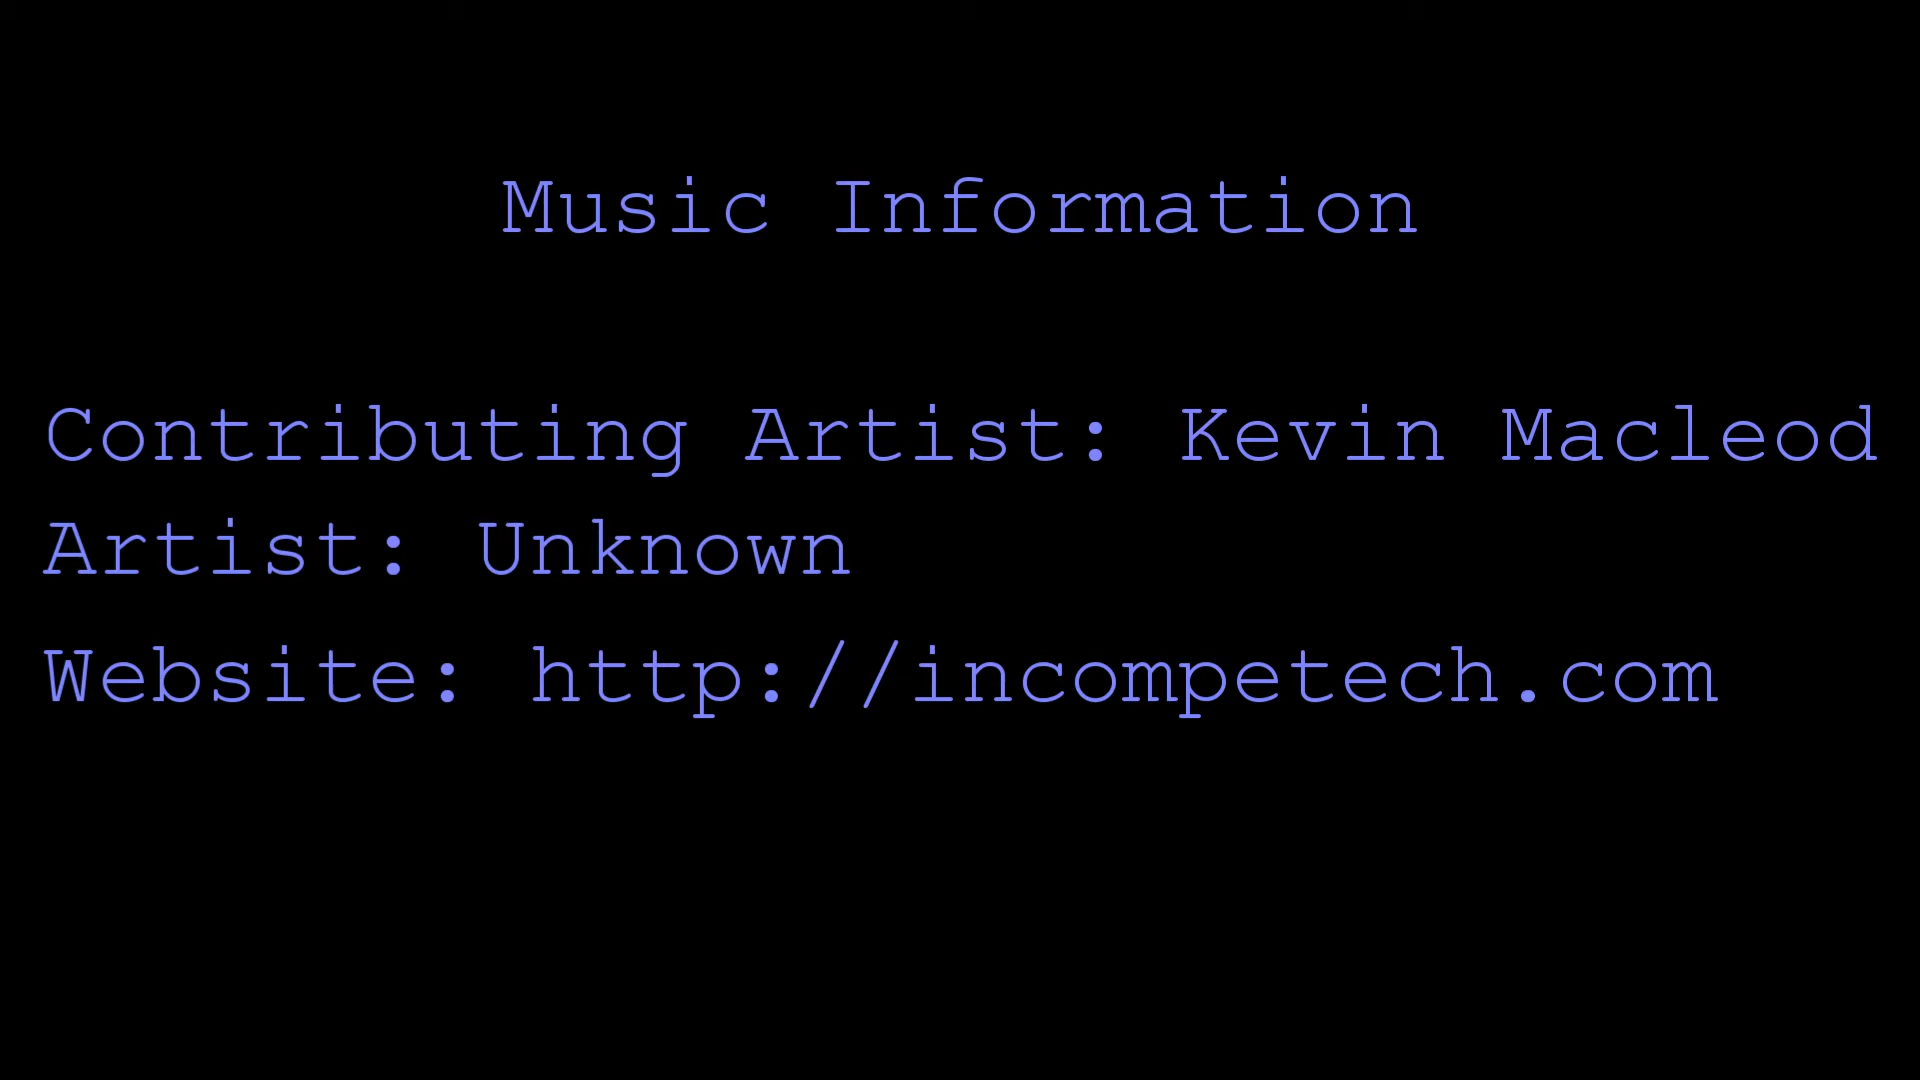 Music Information
Contributing Artist: Kevin Macleod
Artist: Unknown
Website: http://incompetech.com